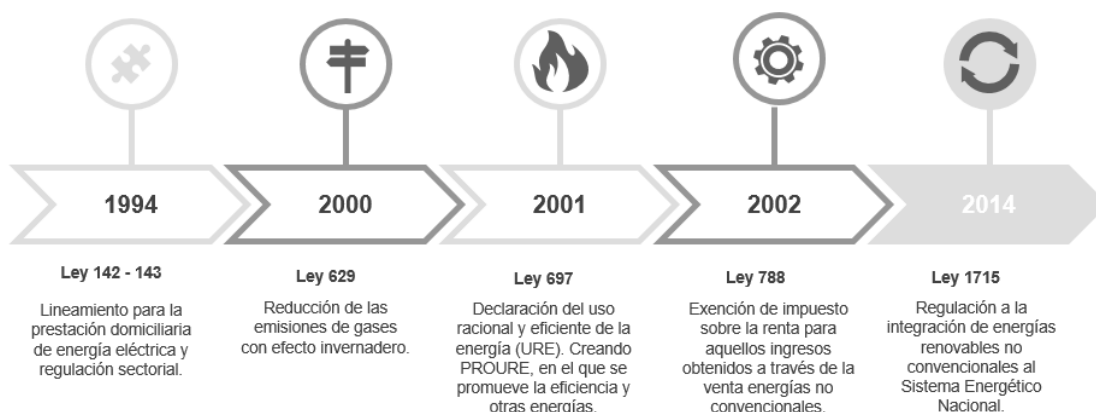 1994
Ley 142 - 143
Lineamiento para la
prestación domiciliaria
de energía eléctrica y
regulación sectorial.
2000
Ley 629
Reducción de las
emisiones de gases
con efecto invernadero.
2001
Ley 697
Declaración del uso
racional y eficiente de la
energía (URE). Creando
PROURE, en el que se
promueve la eficiencia y
otras energías.
2002
Ley 788
Exención de impuesto
sobre la renta para
aquellos ingresos
obtenidos a través de la
venta energías no
convencionales.
2014
Ley 1715
Regulación a la
integración de energías
renovables no
convencionales al
Sistema Energético
Nacional.